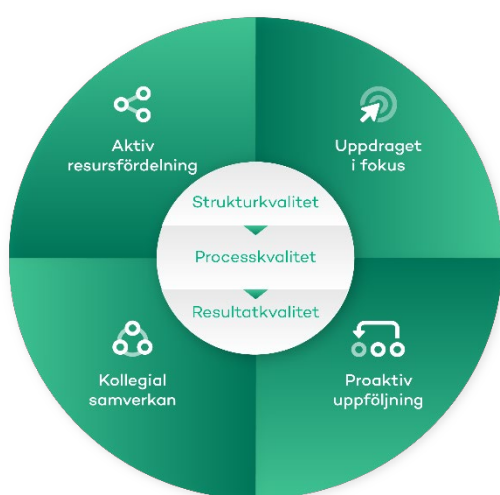 Aktiv
resursfördelning
Uppdraget
i fokus
Strukturkvalitet
Processkvalitet
Resultatkvalitet
Kollegial
samverkan
Proaktiv
uppföljning